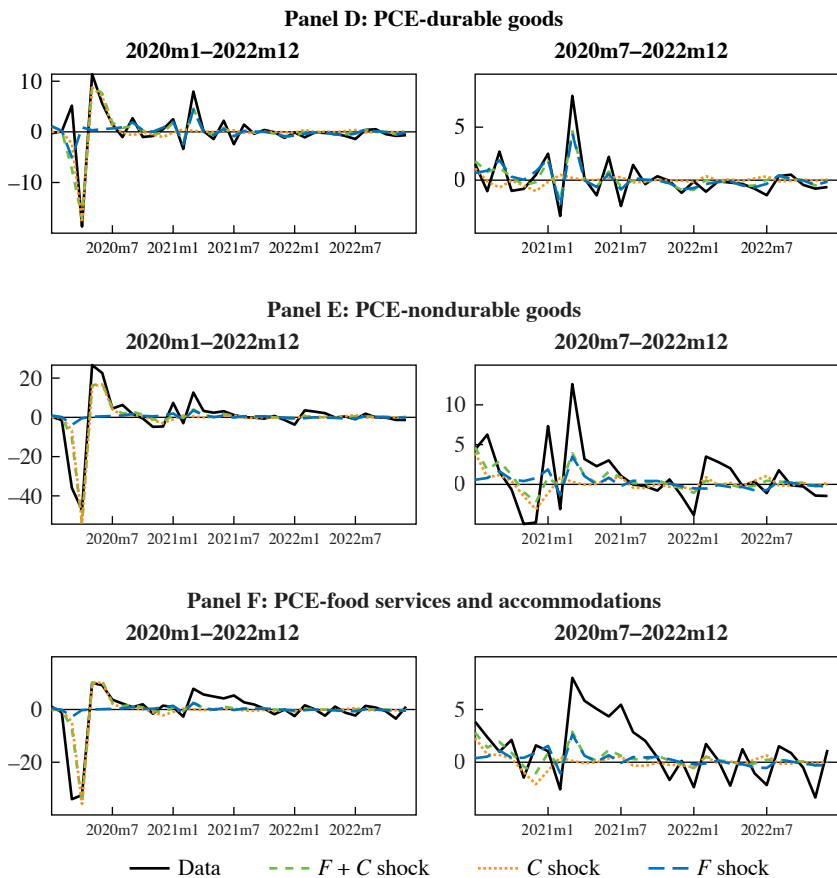 Panel D: PCE-durable goods
2020m1–2022m12
2020m7–2022m12
10
0
−10
2020m7 2021m1 2021m7 2022m1 2022m7
5
0
2021m1 2021m7 2022m1 2022m7
Panel E: PCE-nondurable goods
2020m1–2022m12
2020m7–2022m12
20
0
−20
−40
2020m7 2021m1 2021m7 2022m1 2022m7
10
5
0
2021m1 2021m7 2022m1 2022m7
Panel F: PCE-food services and accommodations
2020m1–2022m12
2020m7–2022m12
0
−20
2020m7 2021m1 2021m7 2022m1 2022m7
5
0
2021m1 2021m7 2022m1 2022m7
Data F + C shock C shock F shock